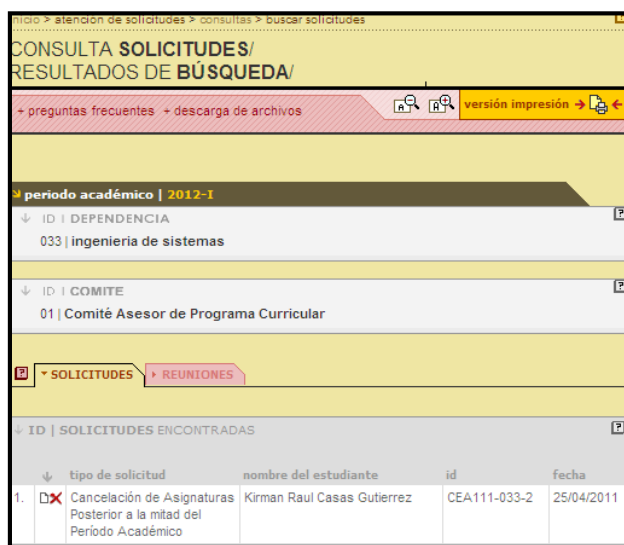 inicio > atención de solicitudes > consultas > buscar solicitudes
CONSULTA SOLICITUDES/
RESULTADOS DE BÚSQUEDA/
+ preguntas frecuentes + descarga de archivos
A A versión impresión
periodo académico | 2012-I
ID | DEPENDENCIA ?
033 | ingenieria de sistemas
ID | COMITE ?
01 | Comité Asesor de Programa Curricular
? SOLICITUDES REUNIONES
ID | SOLICITUDES ENCONTRADAS ?
tipo de solicitud nombre del estudiante id fecha
1. Cancelación de Asignaturas Kirman Raul Casas Gutierrez CEA111-033-2 25/04/2011
Posterior a la mitad del
Período Académico